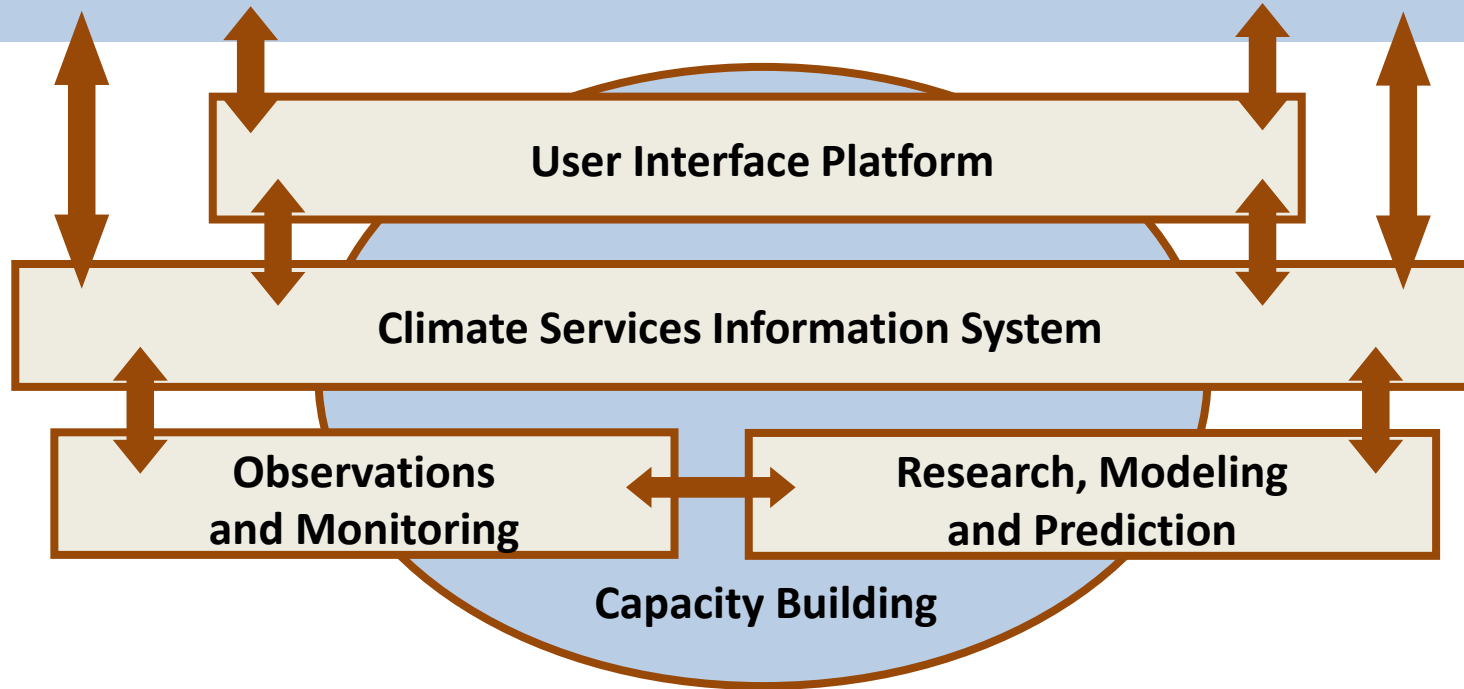 User Interface Platform
Climate Services Information System
Observations
and Monitoring
Research, Modeling
and Prediction
Capacity Building